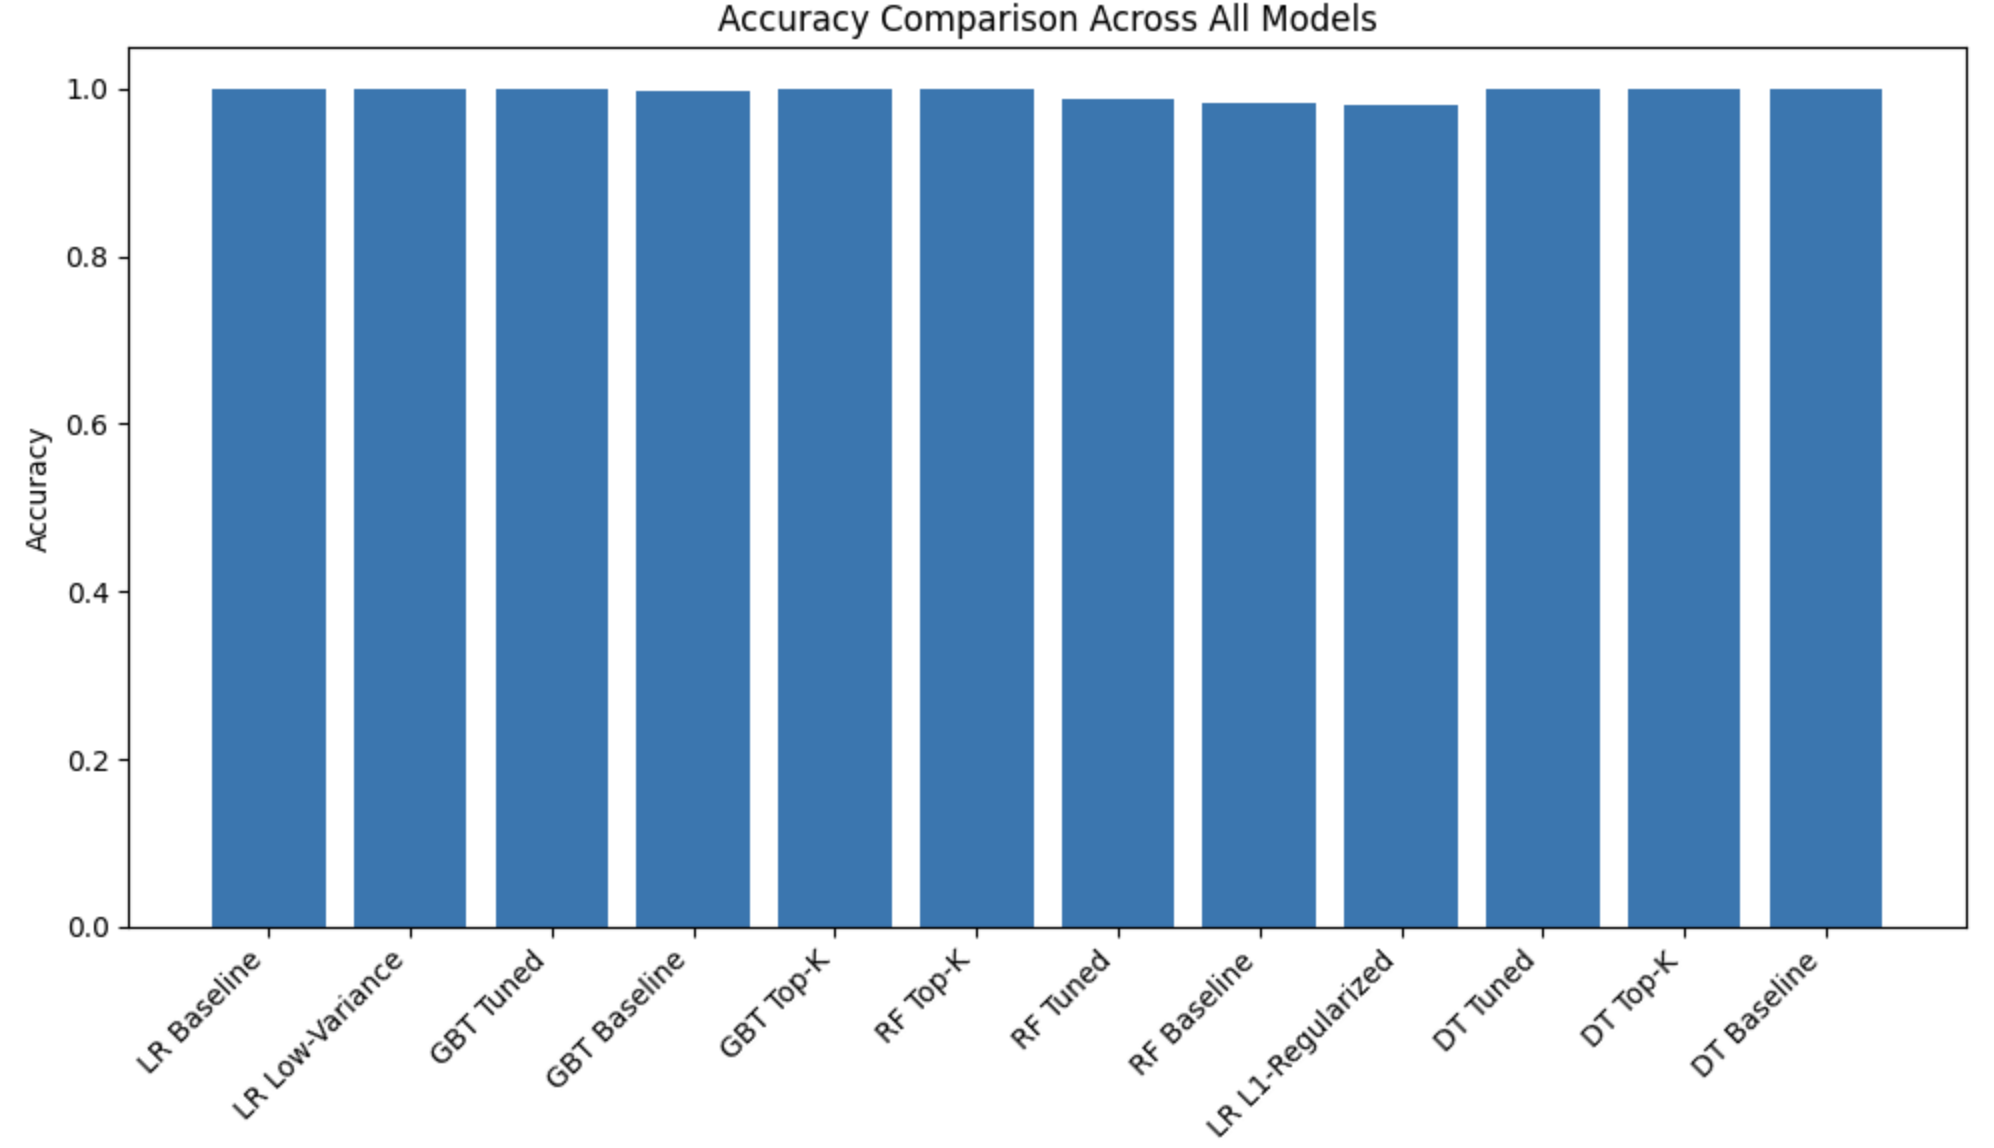 Accuracy Comparison Across All Models
1.0
0.8
0.6
0.4
0.2
0.0
Accuracy
LR Baseline
LR Low-Variance
GBT Tuned
GBT Baseline
GBT Top-K
RF Top-K
RF Tuned
RF Baseline
LR L1-Regularized
DT Tuned
DT Top-K
DT Baseline